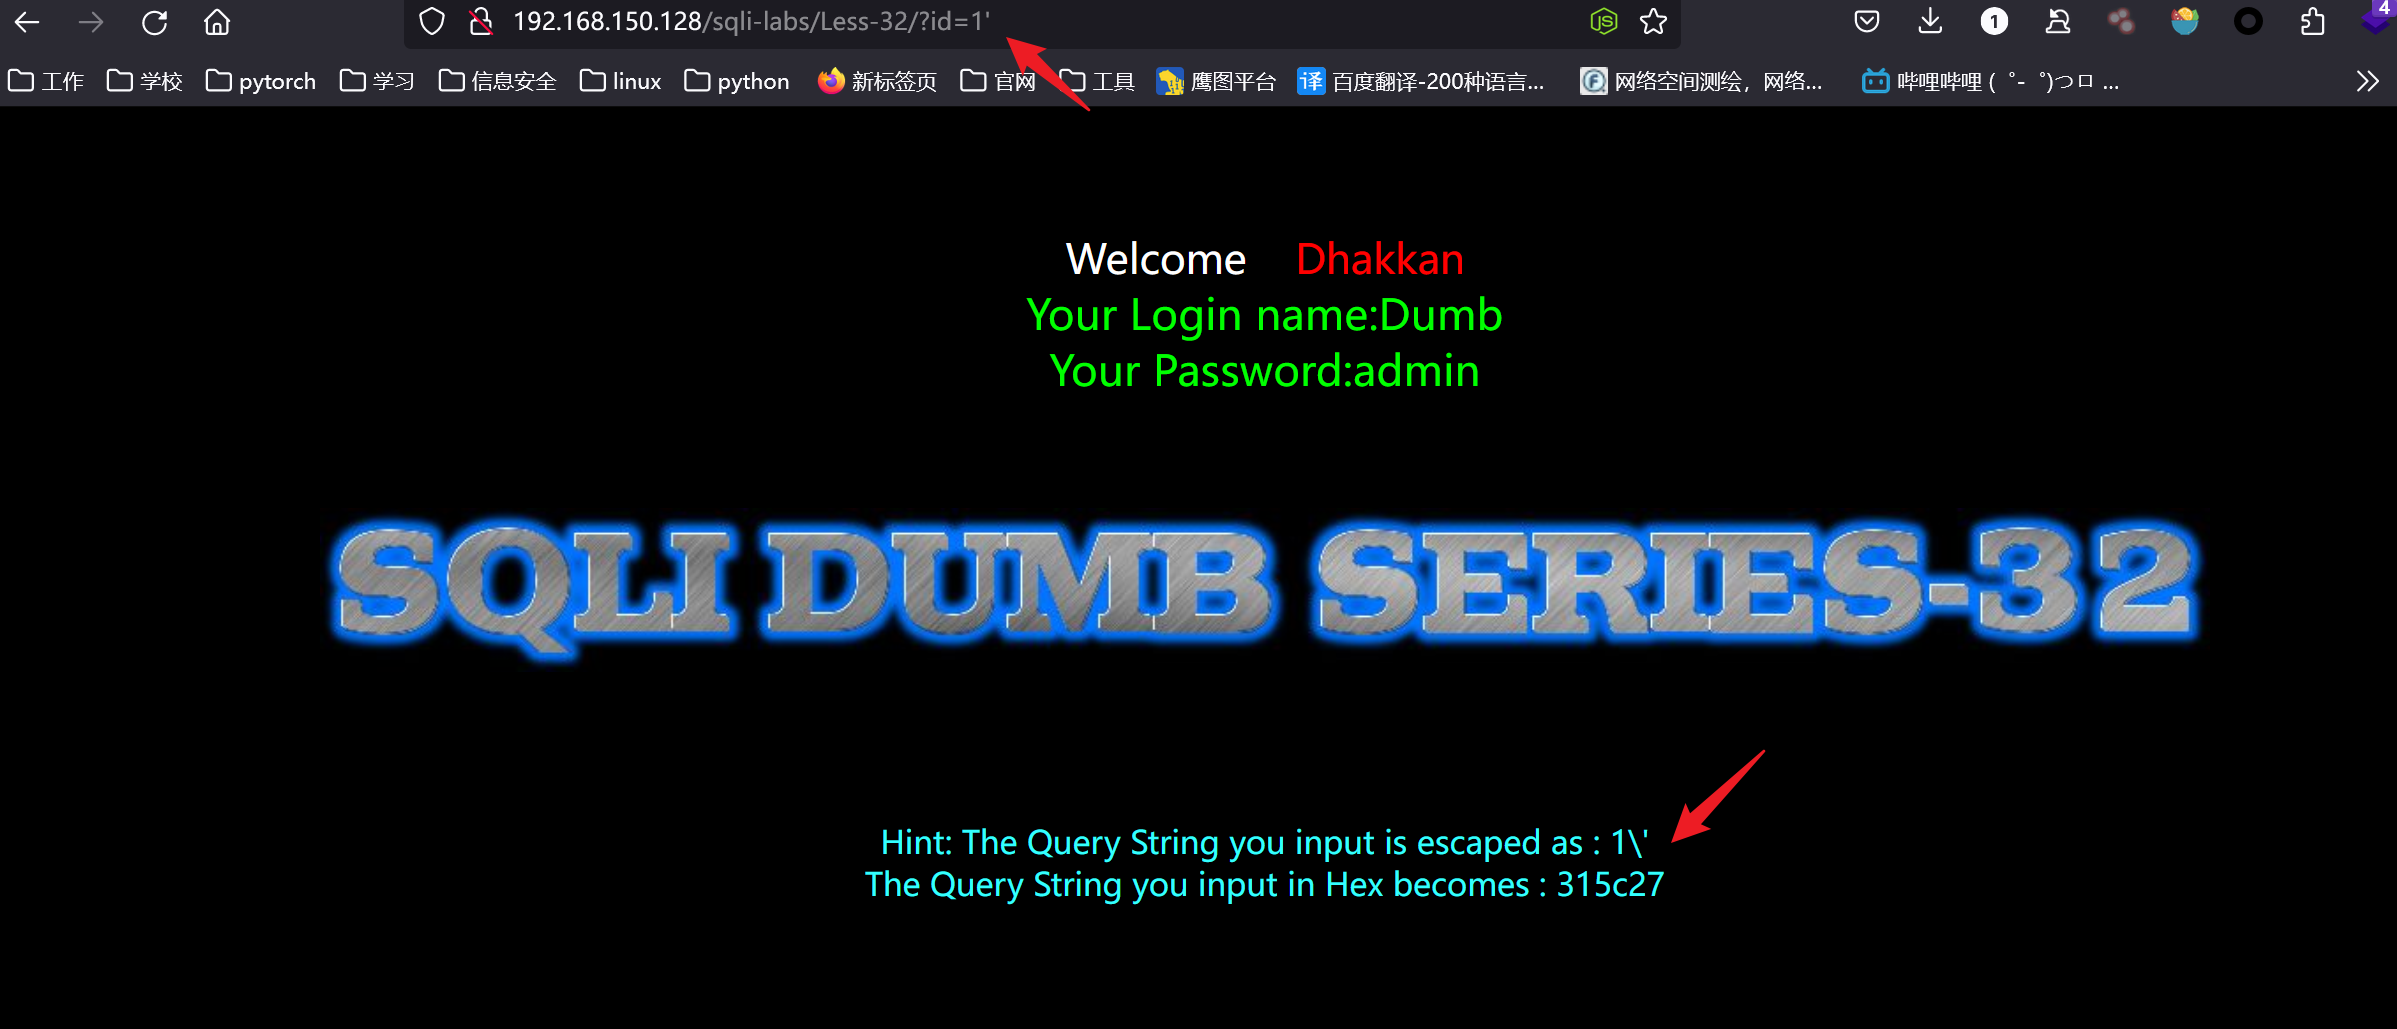 192.168.150.128/sqli-labs/Less-32/?id=1'
JS
1
4
工作 学校 pytorch 学习 信息安全 linux python 新标签页 官网 工具 鹰图平台 译 百度翻译-200种语言... 网络空间测绘，网络... 哔哩哔哩 ( ゜- ゜)つロ ...
Welcome Dhakkan
Your Login name:Dumb
Your Password:admin
SQLI DUMB SERIES-32
Hint: The Query String you input is escaped as : 1\'
The Query String you input in Hex becomes : 315c27